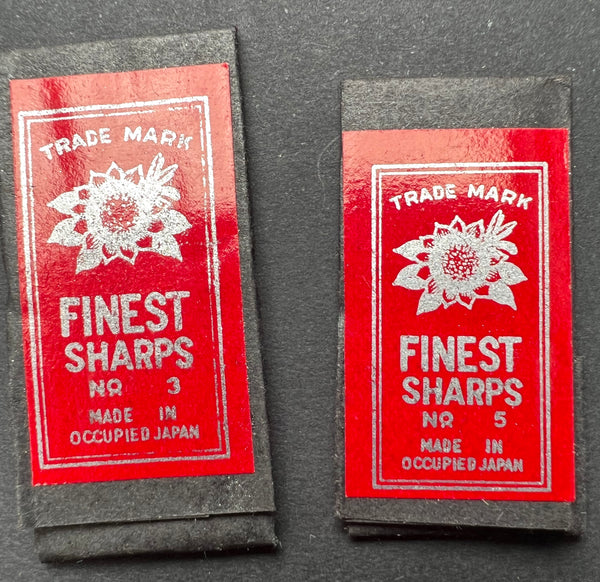 TRADE MARK
FINEST
SHARPS
No 3
MADE IN
OCCUPIED JAPAN
TRADE MARK
FINEST
SHARPS
No 5
MADE IN
OCCUPIED JAPAN